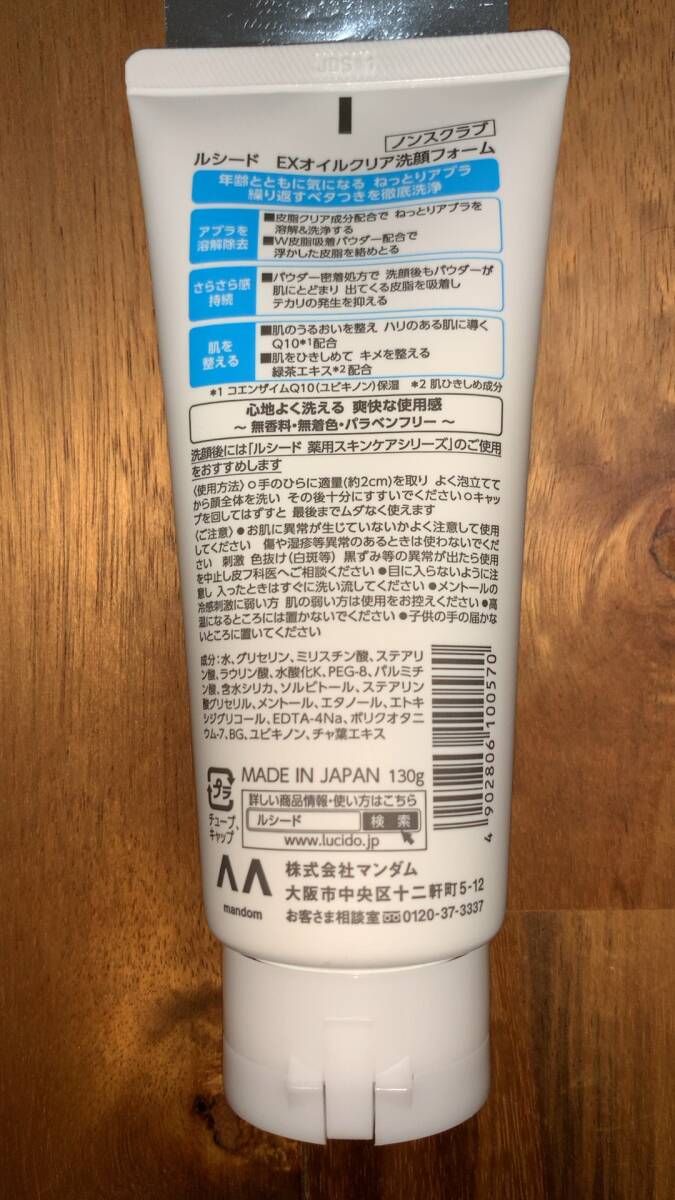 ノンスクラブ
ルシード EXオイルクリア洗顔フォーム
年齢とともに気になる ねっとりアブラ
繰り返すベタつきを徹底洗浄
アブラを
溶解除去
■皮脂クリア成分配合で ねっとりアブラを
溶解&洗浄する
■W皮脂吸着パウダー配合で
浮かした皮脂を絡めとる
さらさら感
持続
■パウダー密着処方で 洗顔後もパウダーが
肌にとどまり 出てくる皮脂を吸着し
テカリの発生を抑える
肌を
整える
■肌のうるおいを整え ハリのある肌に導く
Q10*1配合
■肌をひきしめて キメを整える
緑茶エキス*2配合
*1 コエンザイムQ10(ユビキノン)保湿 *2 肌ひきしめ成分
心地よく洗える 爽快な使用感
~ 無香料・無着色・パラベンフリー ~
洗顔後には「ルシード 薬用スキンケアシリーズ」のご使用
をおすすめします
〈使用方法〉○手のひらに適量(約2cm)を取り よく泡立てて
から顔全体を洗い その後十分にすすいでください○キャッ
プを回してはずすと 最後までムダなく使えます
〈ご注意〉●お肌に異常が生じていないかよく注意して使用
してください 傷や湿疹等異常のあるときは使わないでくだ
さい 刺激 色抜け(白斑等) 黒ずみ等の異常が出たら使用
を中止し皮フ科医へご相談ください●目に入らないように注
意し 入ったときはすぐに洗い流してください●メントールの
冷感刺激に弱い方 肌の弱い方は使用をお控えください●高
温になるところには置かないでください●子供の手の届かな
いところに置いてください
成分:水、グリセリン、ミリスチン酸、ステアリ
ン酸、ラウリン酸、水酸化K、PEG-8、パルミチ
ン酸、含水シリカ、ソルビトール、ステアリン
酸グリセリル、メントール、エタノール、エトキ
シジグリコール、EDTA-4Na、ポリクオタニ
ウム-7、BG、ユビキノン、チャ葉エキス
4 902806 100570
プラ
チューブ、
キャップ
MADE IN JAPAN 130g
詳しい商品情報・使い方はこちら
ルシード 検索
www.lucido.jp
mandom
株式会社マンダム
大阪市中央区十二軒町5-12
お客さま相談室 0120-37-3337